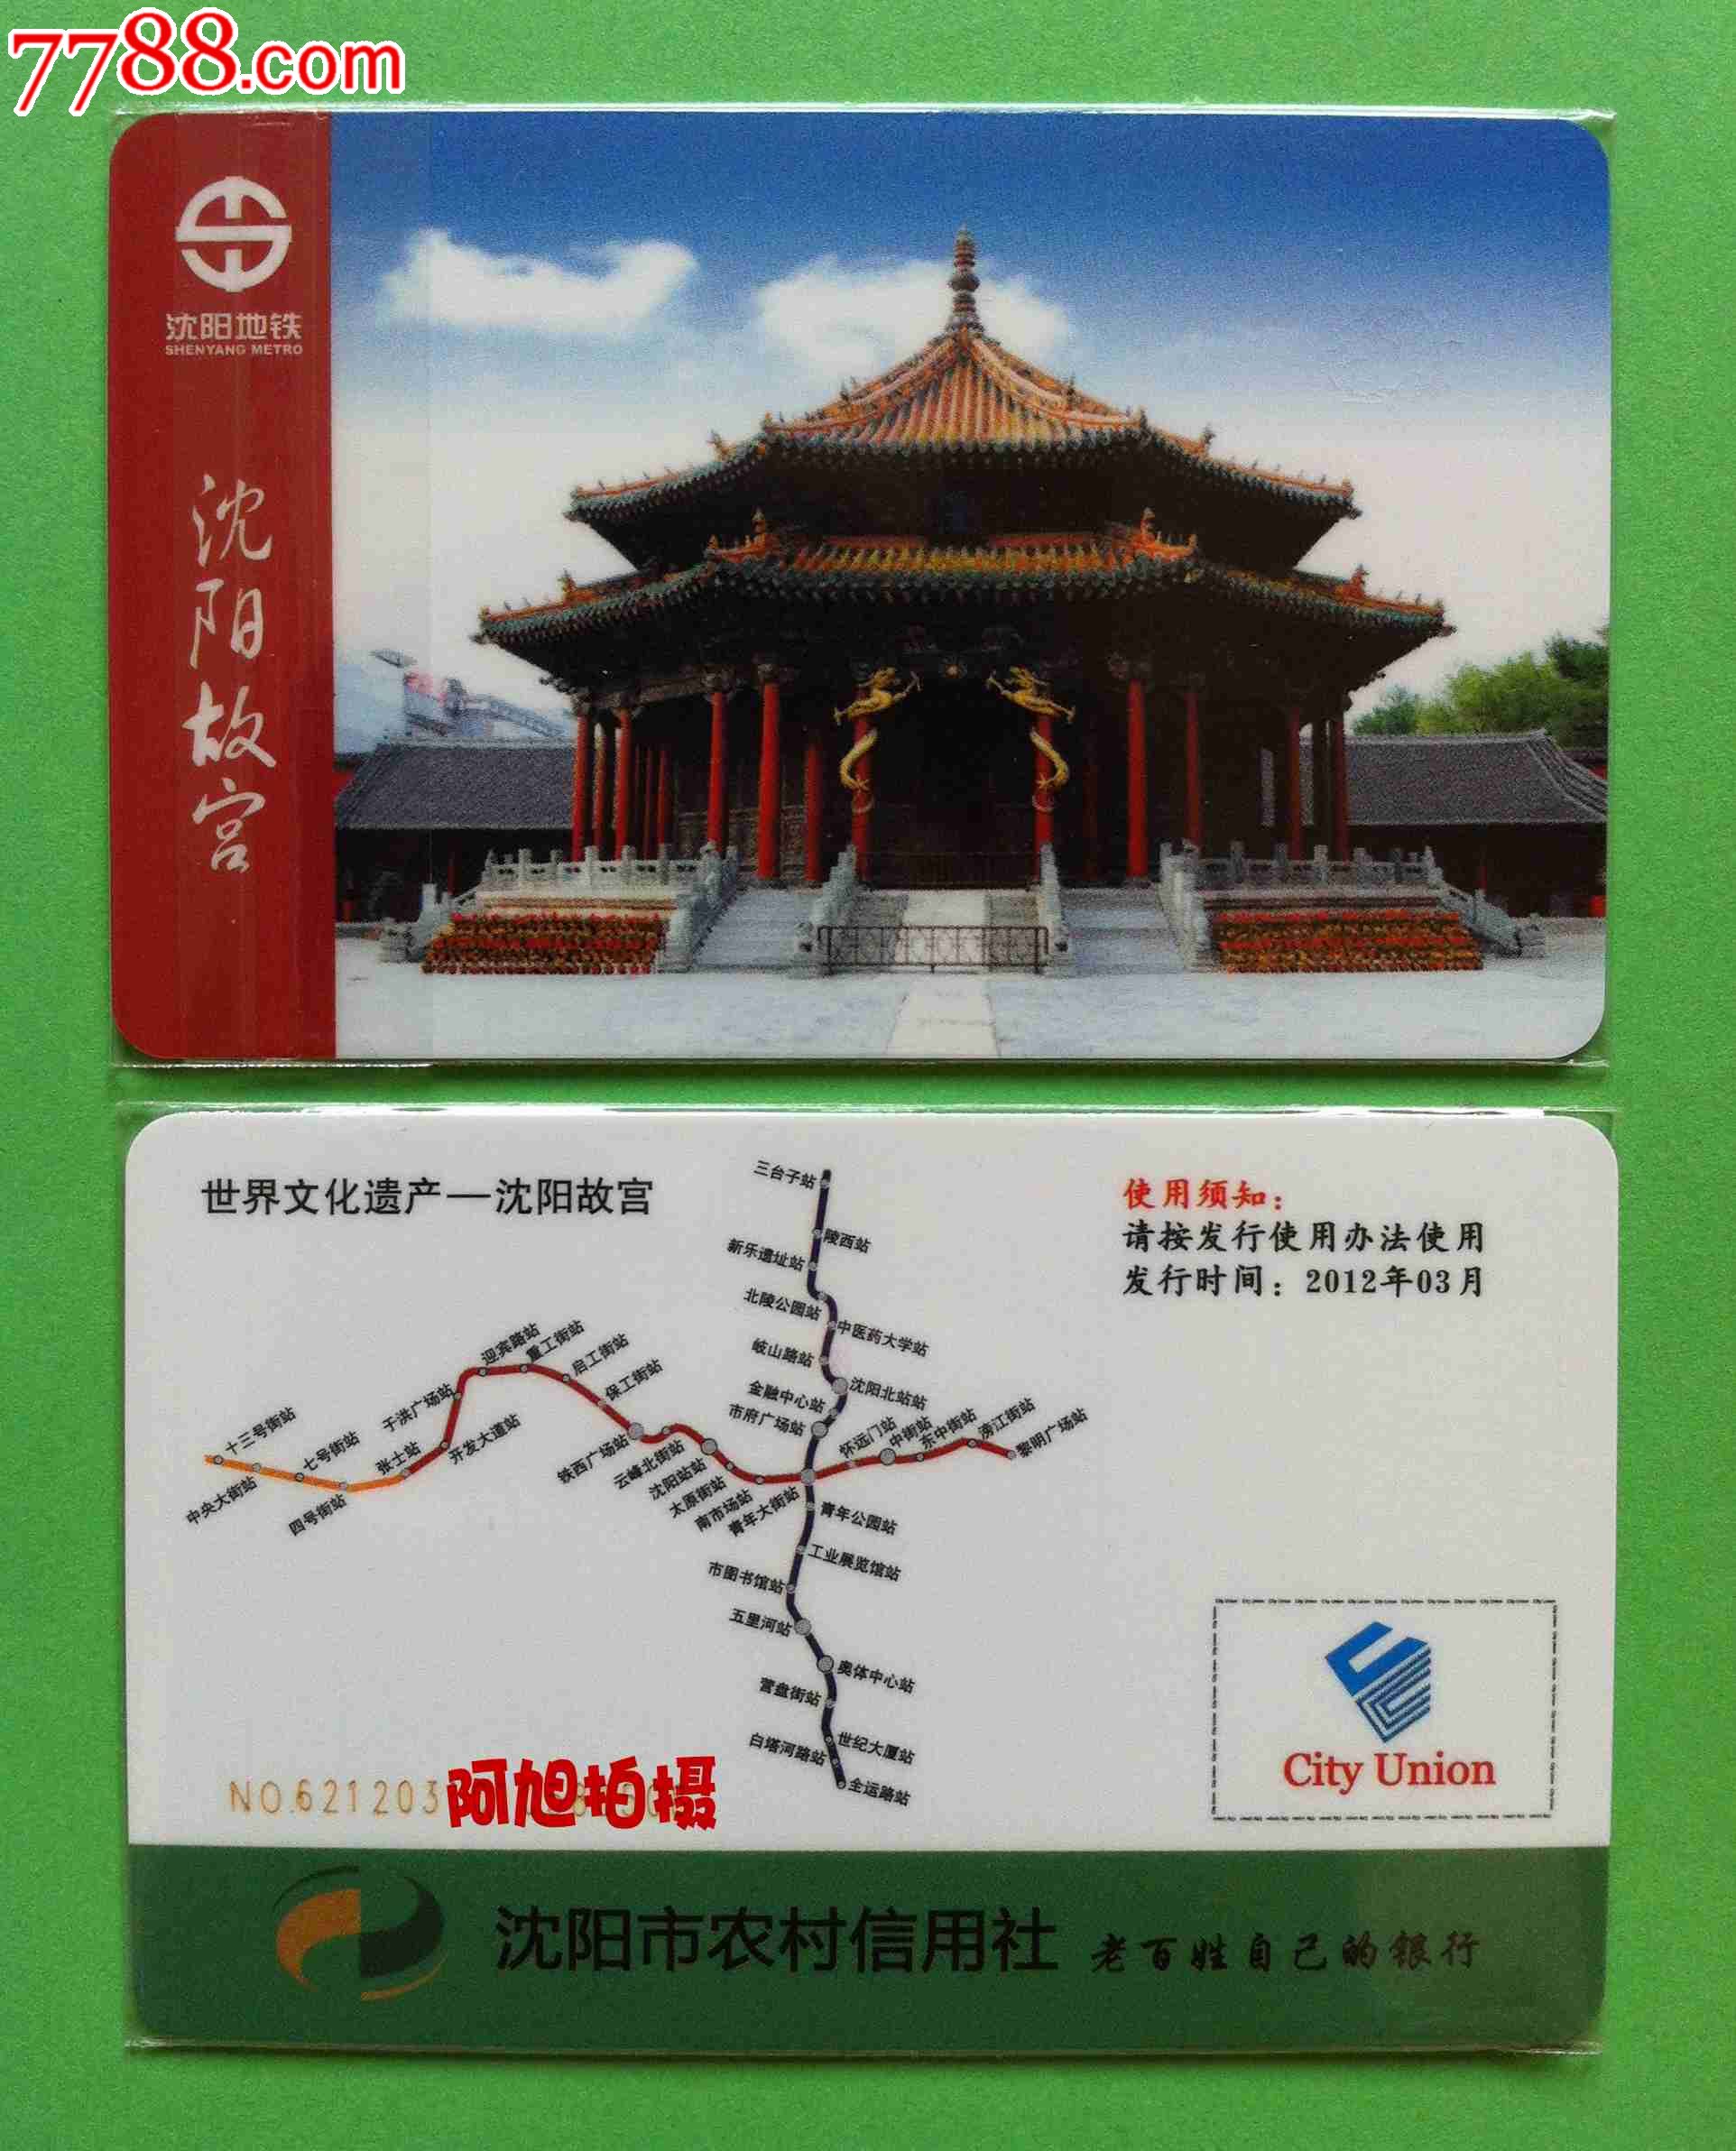 7788.com
沈阳地铁
SHENYANG METRO
沈阳故宫
世界文化遗产—沈阳故宫
使用须知：
请按发行使用办法使用
发行时间：2012年03月
三台子站
陵西站
新乐遗址站
北陵公园站
中医药大学站
岐山路站
沈阳北站站
金融中心站
市府广场站
十三号街站
中央大街站
七号街站
四号街站
张士站
开发大道站
于洪广场站
迎宾路站
重工街站
启工街站
保工街站
铁西广场站
云峰北街站
沈阳站站
太原街站
南市场站
青年大街站
怀远门站
中街站
东中街站
滂江街站
黎明广场站
青年公园站
工业展览馆站
市图书馆站
五里河站
奥体中心站
营盘街站
世纪大厦站
白塔河路站
全运路站
City Union
NO.621203
阿旭拍摄
沈阳市农村信用社 老百姓自己的银行